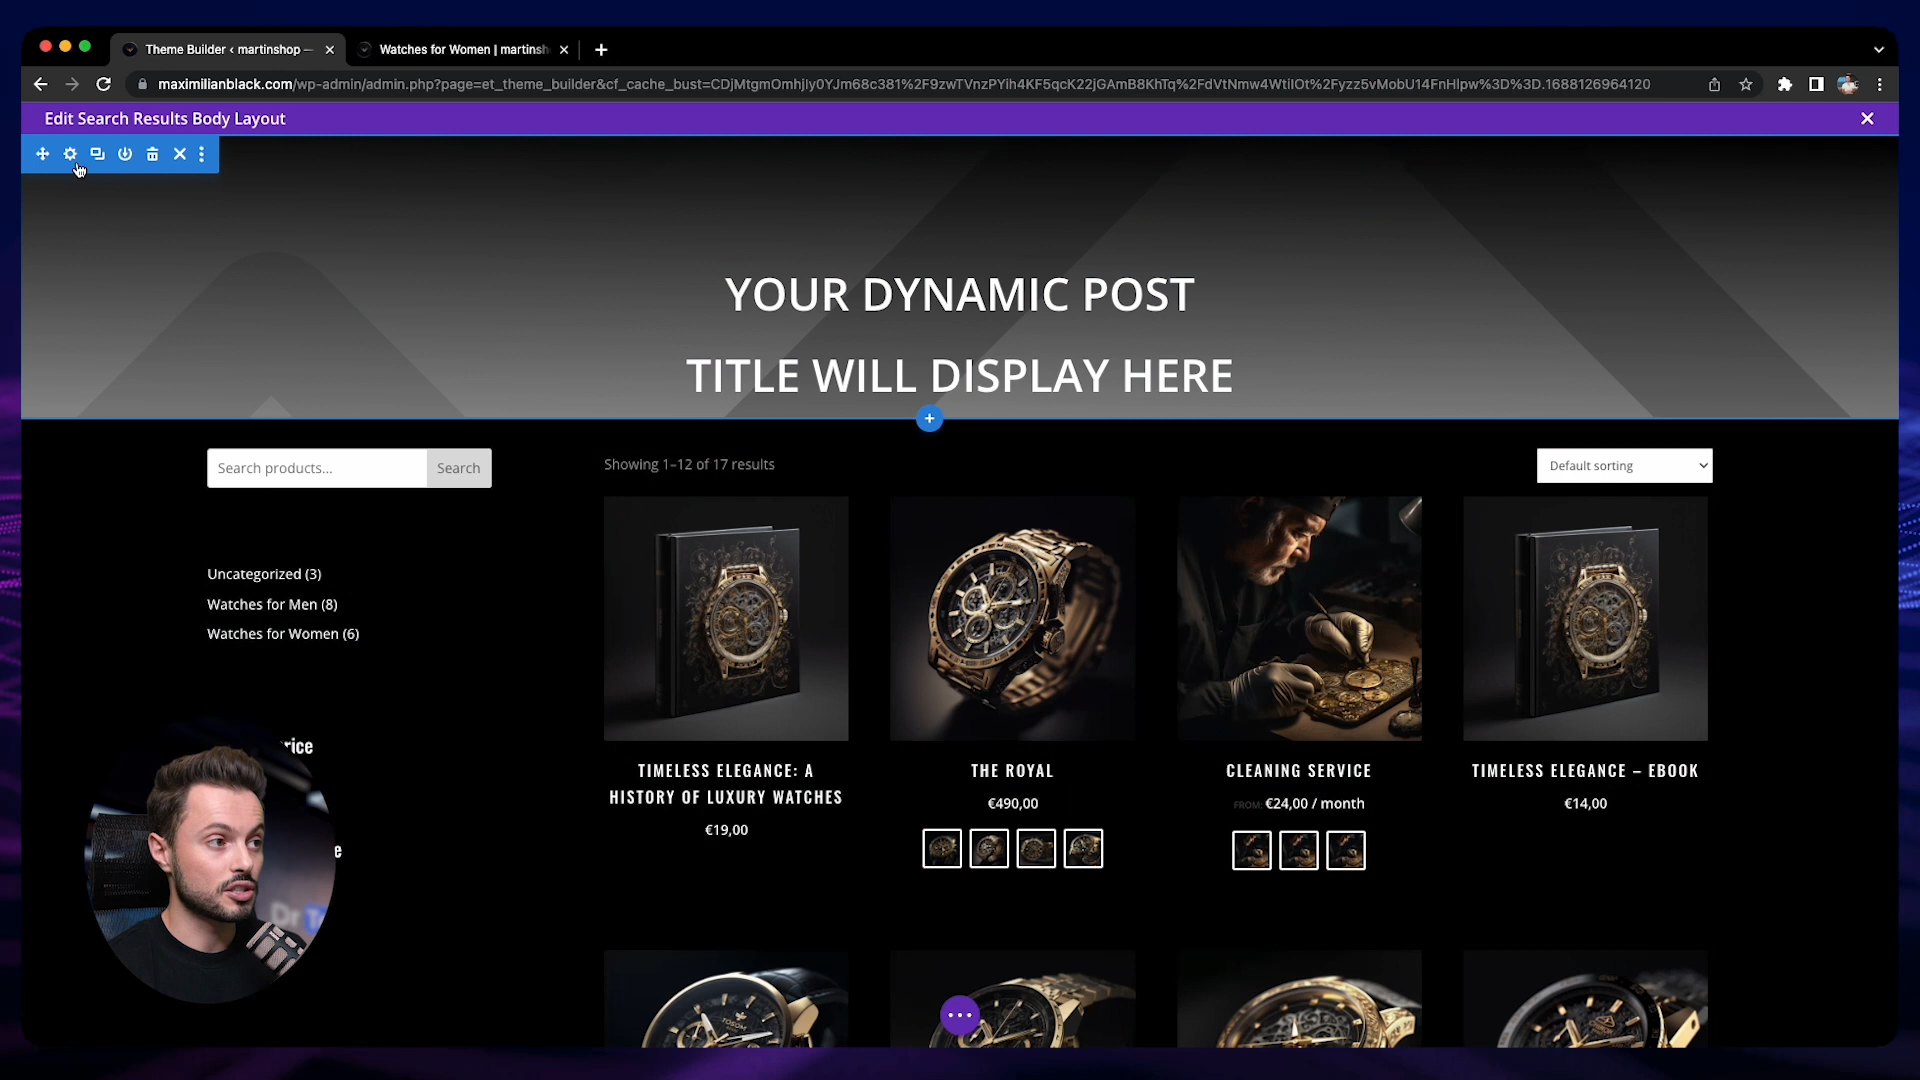 Theme Builder ‹ martinshop —
Watches for Women | martinsh
maximilianblack.com/wp-admin/admin.php?page=et_theme_builder&cf_cache_bust=CDjMtgmOmhjIy0YJm68c381%2F9zwTVnzPYih4KF5qcK22jGAmB8KhTq%2FdVtNmw4WtiIOt%2Fyzz5vMobU14FnHlpw%3D%3D.1688126964120
Edit Search Results Body Layout
YOUR DYNAMIC POST
TITLE WILL DISPLAY HERE
Search products...
Search
Showing 1–12 of 17 results
Default sorting
Uncategorized (3)
Watches for Men (8)
Watches for Women (6)
TIMELESS ELEGANCE: A
HISTORY OF LUXURY WATCHES
€19,00
THE ROYAL
€490,00
CLEANING SERVICE
FROM: €24,00 / month
TIMELESS ELEGANCE – EBOOK
€14,00